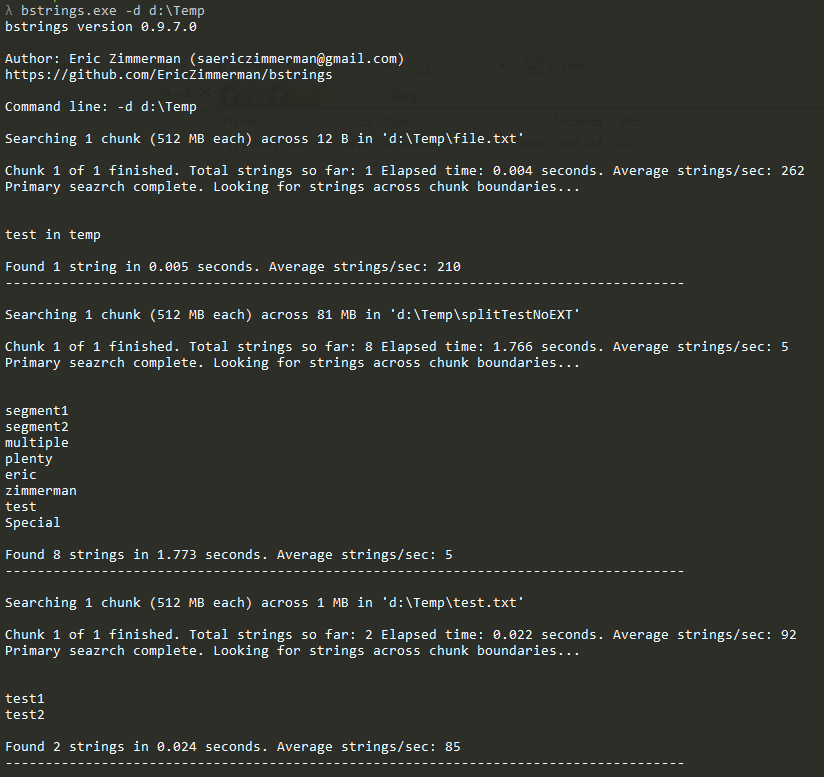 λ bstrings.exe -d d:\Temp
bstrings version 0.9.7.0
Author: Eric Zimmerman (saericzimmerman@gmail.com)
https://github.com/EricZimmerman/bstrings
Command line: -d d:\Temp
Searching 1 chunk (512 MB each) across 12 B in 'd:\Temp\file.txt'
Chunk 1 of 1 finished. Total strings so far: 1 Elapsed time: 0.004 seconds. Average strings/sec: 262
Primary seazrch complete. Looking for strings across chunk boundaries...
test in temp
Found 1 string in 0.005 seconds. Average strings/sec: 210
-------------------------------------------------------------------------------------
Searching 1 chunk (512 MB each) across 81 MB in 'd:\Temp\splitTestNoEXT'
Chunk 1 of 1 finished. Total strings so far: 8 Elapsed time: 1.766 seconds. Average strings/sec: 5
Primary seazrch complete. Looking for strings across chunk boundaries...
segment1
segment2
multiple
plenty
eric
zimmerman
test
Special
Found 8 strings in 1.773 seconds. Average strings/sec: 5
-------------------------------------------------------------------------------------
Searching 1 chunk (512 MB each) across 1 MB in 'd:\Temp\test.txt'
Chunk 1 of 1 finished. Total strings so far: 2 Elapsed time: 0.022 seconds. Average strings/sec: 92
Primary seazrch complete. Looking for strings across chunk boundaries...
test1
test2
Found 2 strings in 0.024 seconds. Average strings/sec: 85
-------------------------------------------------------------------------------------